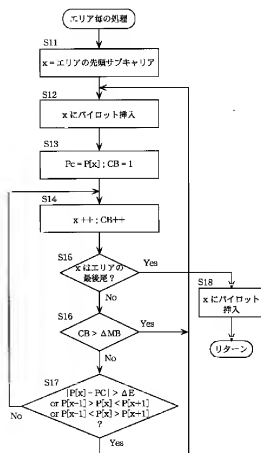 エリア毎の処理
S11
x=エリアの先頭サブキャリア
S12
xにパイロット挿入
S13
Pc=P[x] ; CB=1
S14
x ++ ; CB++
S15
xはエリアの
最後尾?
Yes
No
S18
xにパイロット
挿入
リターン
S16
CB > ΔMB
Yes
No
S17
|P[x]-PC| > ΔE
or P[x-1] > P[x] < P[x+1]
or P[x-1] < P[x] > P[x+1]
?
No
Yes